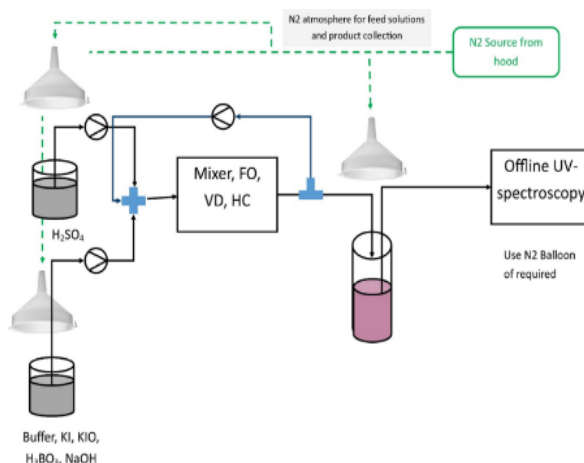 N2 atmosphere for feed solutions
and product collection
N2 Source from
hood
Mixer, FO,
VD, HC
Offline UV-
spectroscopy
H₂SO₄
Use N2 Balloon
of required
Buffer, KI, KIO,
H₃BO₃, NaOH